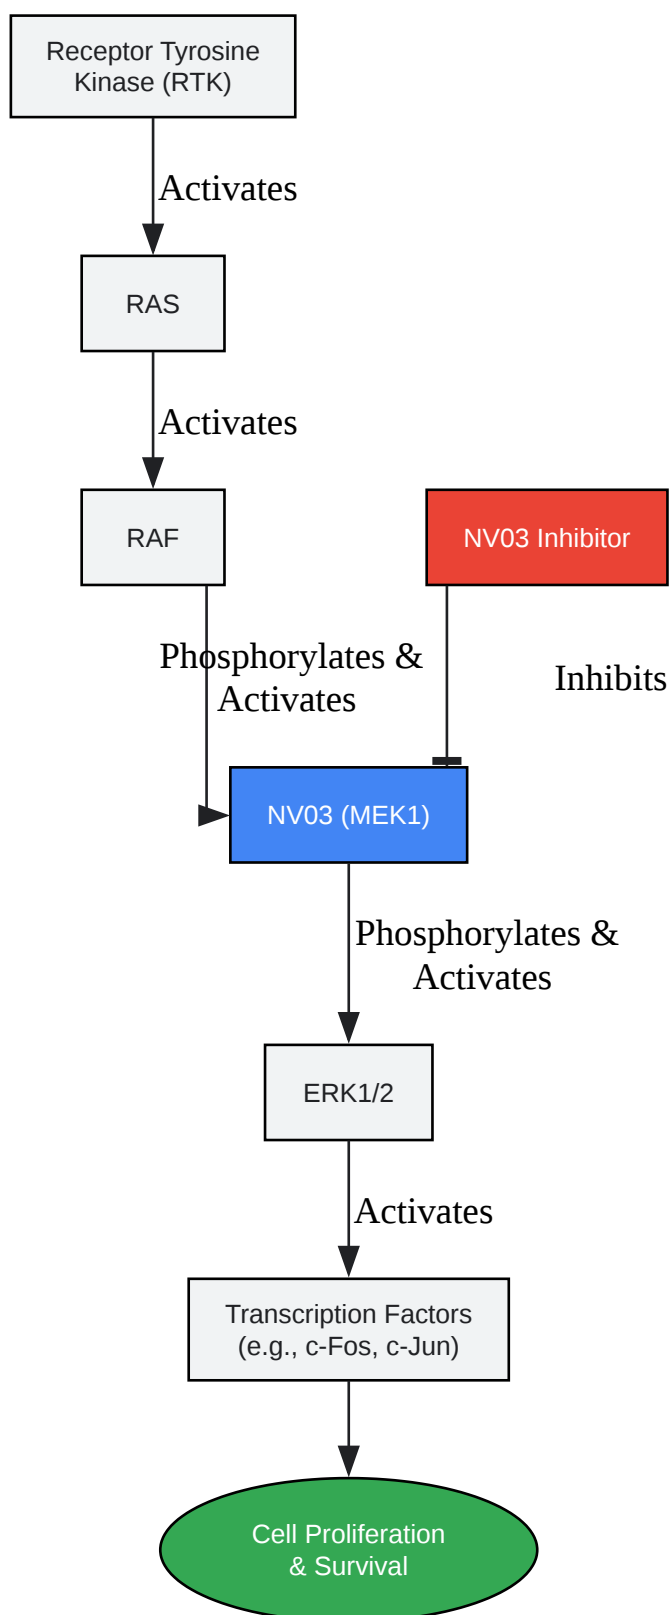 Receptor Tyrosine
Kinase (RTK)
Activates
RAS
Activates
RAF
NV03 Inhibitor
Phosphorylates &
Activates
Inhibits
NV03 (MEK1)
Phosphorylates &
Activates
ERK1/2
Activates
Transcription Factors
(e.g., c-Fos, c-Jun)
Cell Proliferation
& Survival